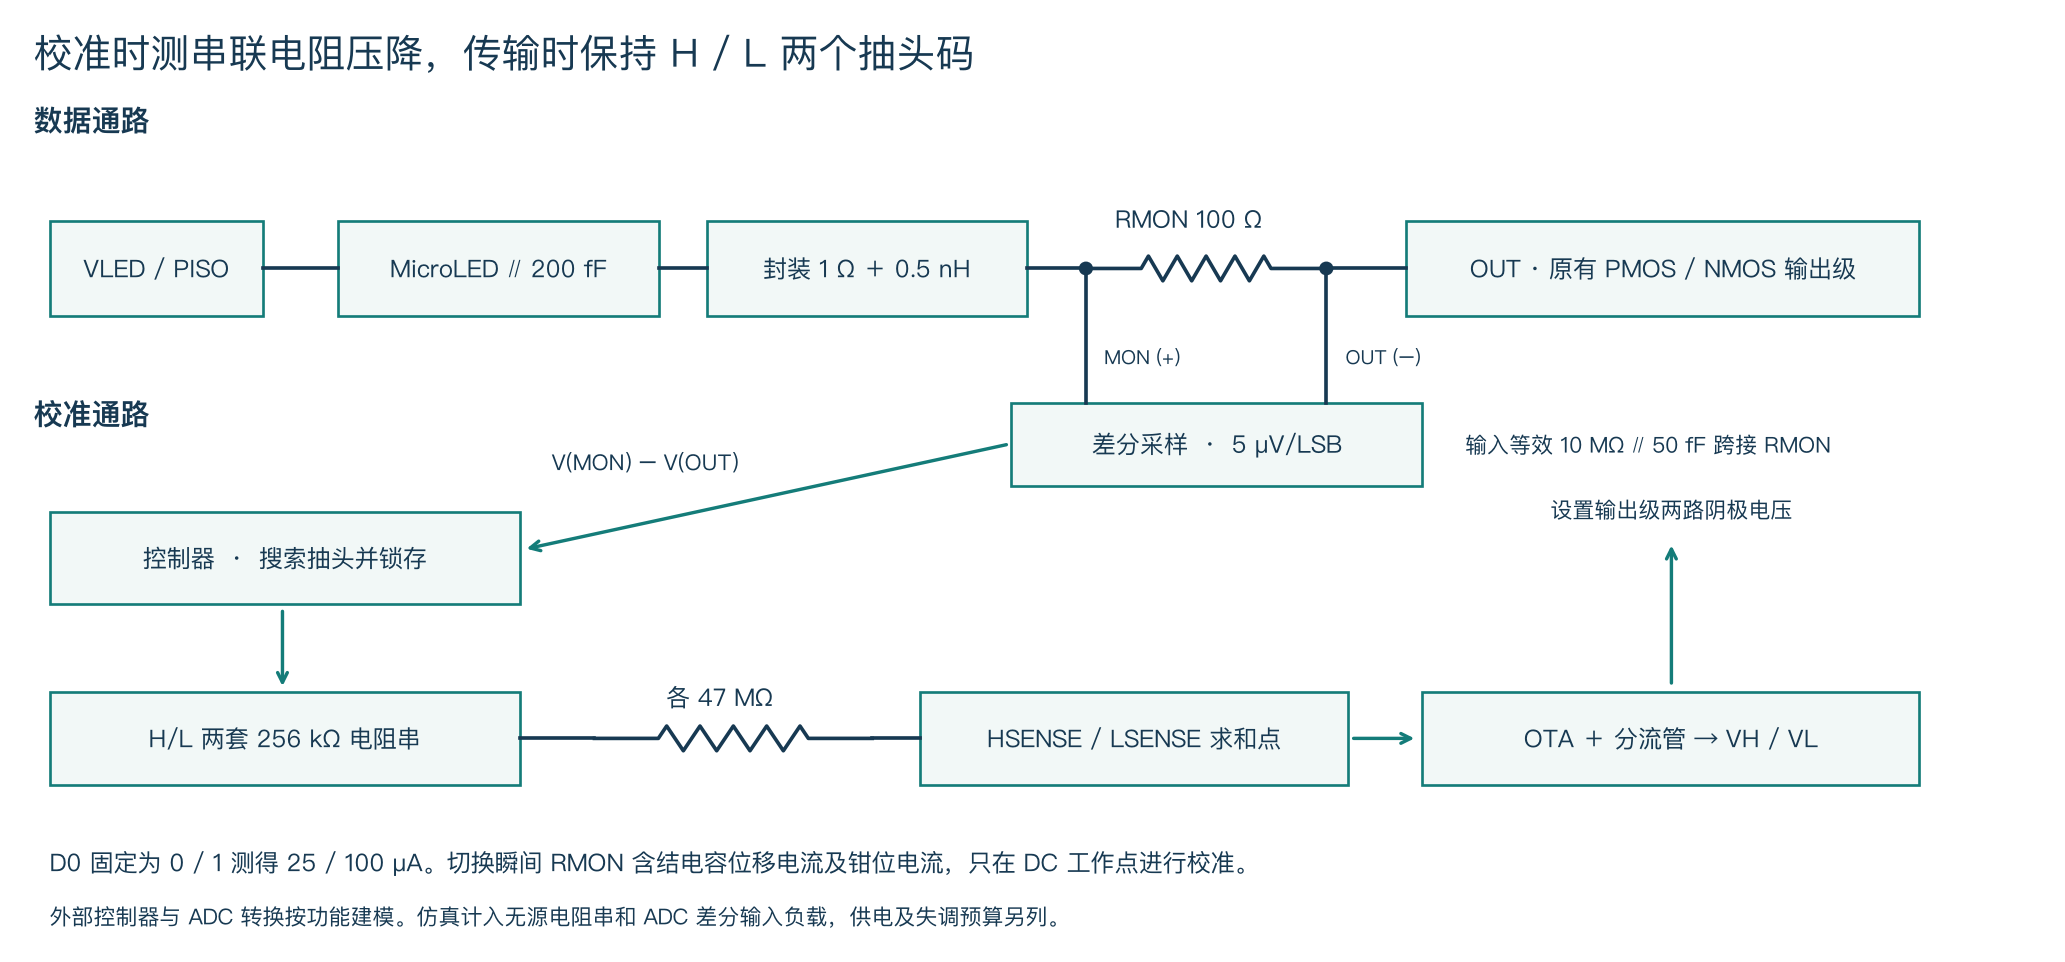 校准时测串联电阻压降，传输时保持 H / L 两个抽头码
数据通路
RMON 100 Ω
VLED / PISO
MicroLED // 200 fF
封装 1 Ω + 0.5 nH
OUT · 原有 PMOS / NMOS 输出级
MON (+)
OUT (−)
校准通路
差分采样 · 5 μV/LSB
输入等效 10 MΩ // 50 fF 跨接 RMON
V(MON) − V(OUT)
设置输出级两路阴极电压
控制器 · 搜索抽头并锁存
各 47 MΩ
H/L 两套 256 kΩ 电阻串
HSENSE / LSENSE 求和点
OTA + 分流管 → VH / VL
D0 固定为 0 / 1 测得 25 / 100 μA。切换瞬间 RMON 含结电容位移电流及钳位电流，只在 DC 工作点进行校准。
外部控制器与 ADC 转换按功能建模。仿真计入无源电阻串和 ADC 差分输入负载，供电及失调预算另列。